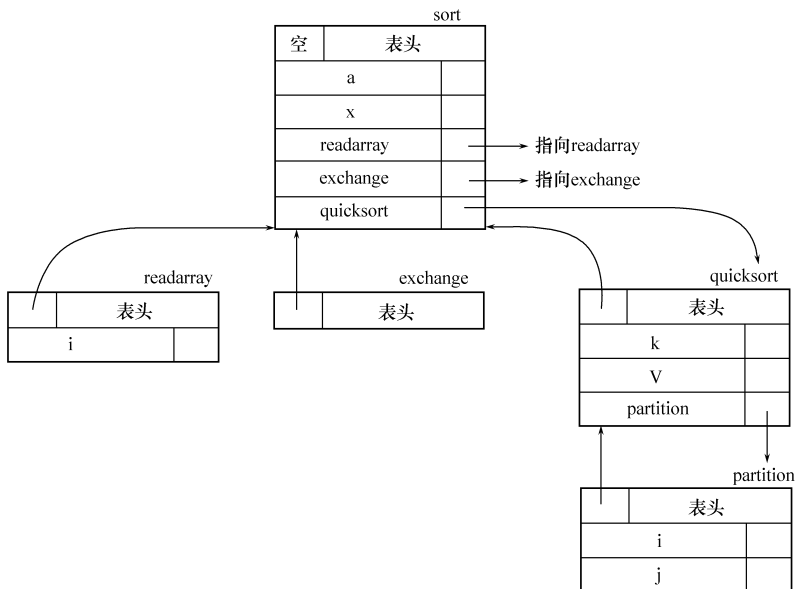 sort
空 表头
a
x
readarray 指向readarray
exchange 指向exchange
quicksort
readarray
表头
i
exchange
表头
quicksort
表头
k
V
partition
partition
表头
i
j